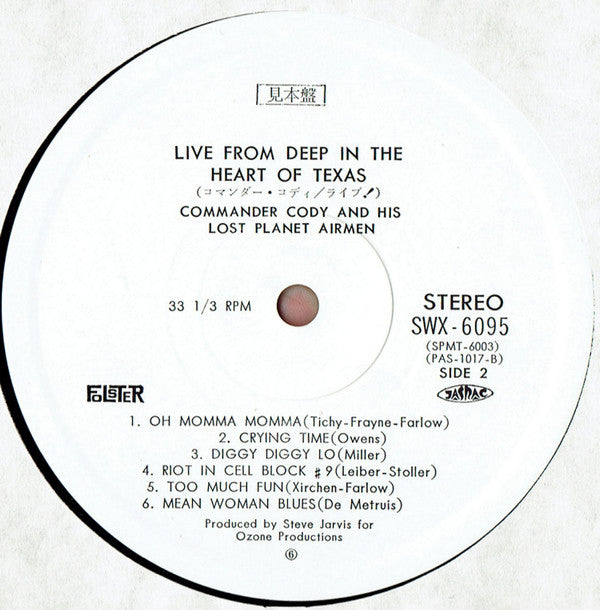 見本盤
LIVE FROM DEEP IN THE
HEART OF TEXAS
(コマンダー・コディ/ライブ!)
COMMANDER CODY AND HIS
LOST PLANET AIRMEN
33 1/3 RPM
STEREO
SWX-6095
(SPMT-6003)
(PAS-1017-B)
SIDE 2
FOLSTER
JASRAC
1. OH MOMMA MOMMA(Tichy-Frayne-Farlow)
2. CRYING TIME(Owens)
3. DIGGY DIGGY LO(Miller)
4. RIOT IN CELL BLOCK #9(Leiber-Stoller)
5. TOO MUCH FUN(Xirchen-Farlow)
6. MEAN WOMAN BLUES(De Metruis)
Produced by Steve Jarvis for
Ozone Productions
⑥